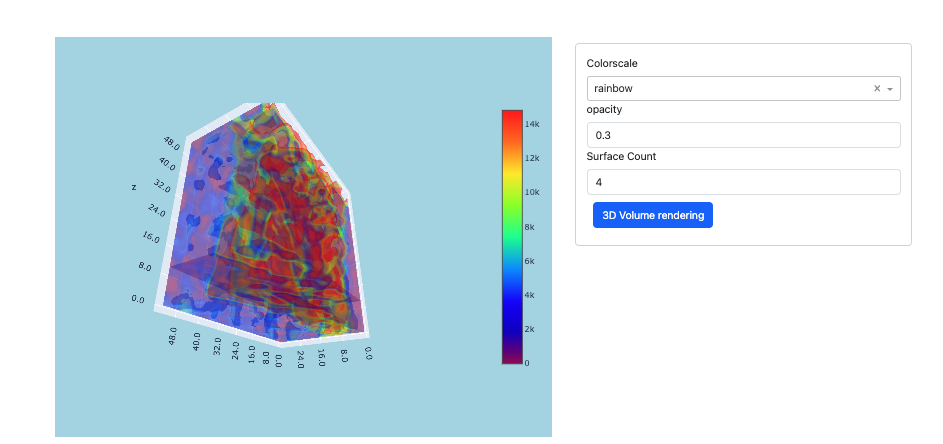 Colorscale
rainbow
opacity
0.3
Surface Count
4
3D Volume rendering
z
48.0
40.0
32.0
24.0
16.0
8.0
0.0
48.0
40.0
32.0
24.0
16.0
8.0
0.0
24.0
16.0
8.0
0.0
14k
12k
10k
8k
6k
4k
2k
0